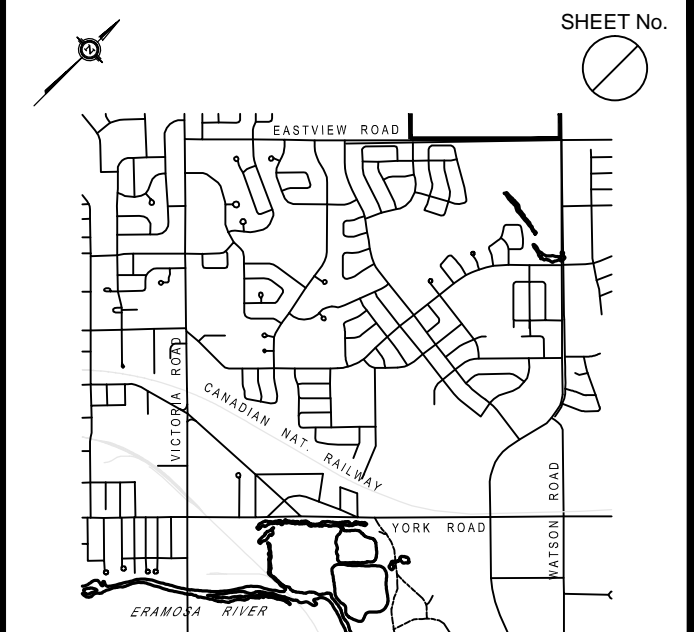 SHEET No.
N
EASTVIEW ROAD
VICTORIA ROAD
CANADIAN NAT. RAILWAY
YORK ROAD
WATSON ROAD
ERAMOSA RIVER